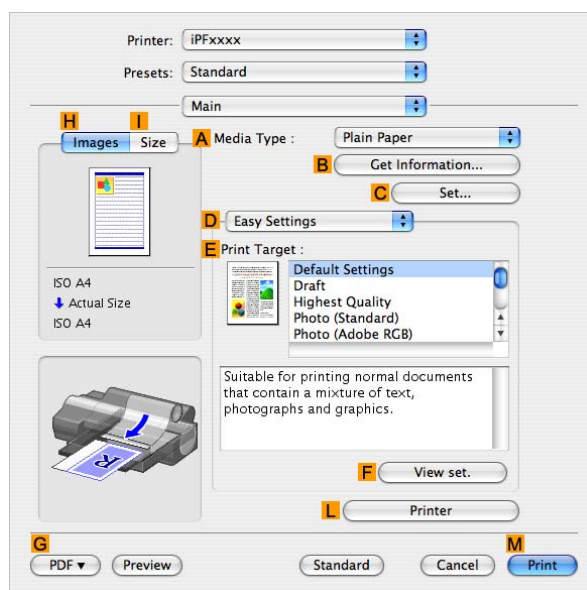 Printer: iPFxxxx
Presets: Standard
Main
H I
Images Size
A Media Type : Plain Paper
B Get Information...
C Set...
D Easy Settings
E Print Target :
Default Settings
Draft
Highest Quality
Photo (Standard)
Photo (Adobe RGB)
ISO A4
Actual Size
ISO A4
Suitable for printing normal documents
that contain a mixture of text,
photographs and graphics.
R
F View set.
L Printer
G M
PDF Preview Standard Cancel Print